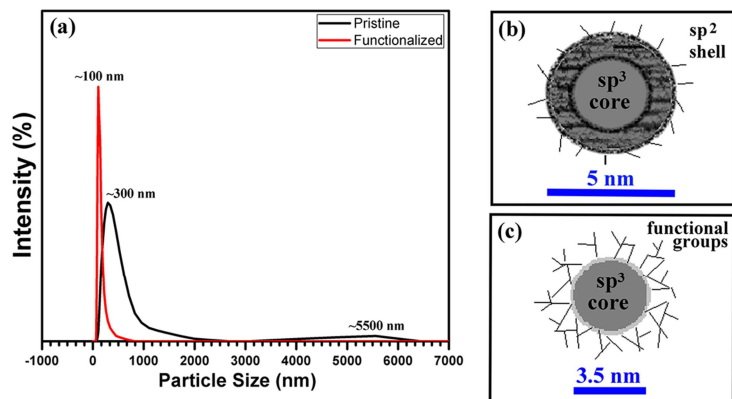 (a)
Pristine
Functionalized
~100 nm
~300 nm
~5500 nm
Intensity (%)
-1000 0 1000 2000 3000 4000 5000 6000 7000
Particle Size (nm)
(b)
sp² shell
sp³ core
5 nm
(c)
functional groups
sp³ core
3.5 nm